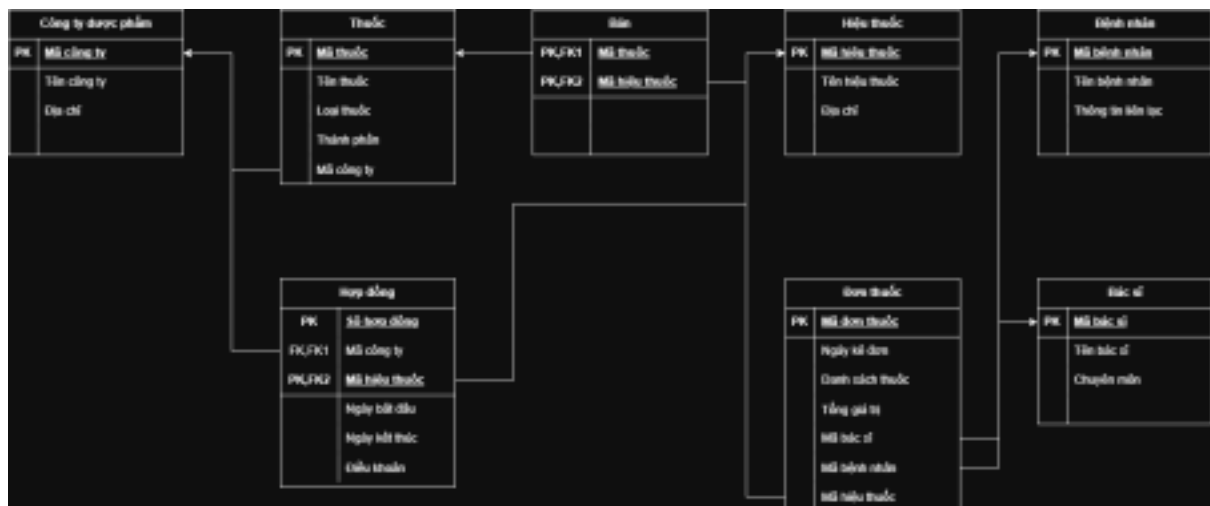 Công ty dược phẩm
PK Mã công ty
Tên công ty
Địa chỉ
Thuốc
PK Mã thuốc
Tên thuốc
Loại thuốc
Thành phần
Mã công ty
Bán
PK,FK1 Mã thuốc
PK,FK2 Mã hiệu thuốc
Hiệu thuốc
PK Mã hiệu thuốc
Tên hiệu thuốc
Địa chỉ
Bệnh nhân
PK Mã bệnh nhân
Tên bệnh nhân
Thông tin liên lạc
Hợp đồng
PK Số hợp đồng
PK,FK1 Mã công ty
PK,FK2 Mã hiệu thuốc
Ngày bắt đầu
Ngày kết thúc
Điều khoản
Đơn thuốc
PK Mã đơn thuốc
Ngày kê đơn
Danh sách thuốc
Tổng giá trị
Mã bác sĩ
Mã bệnh nhân
Mã hiệu thuốc
Bác sĩ
PK Mã bác sĩ
Tên bác sĩ
Chuyên môn